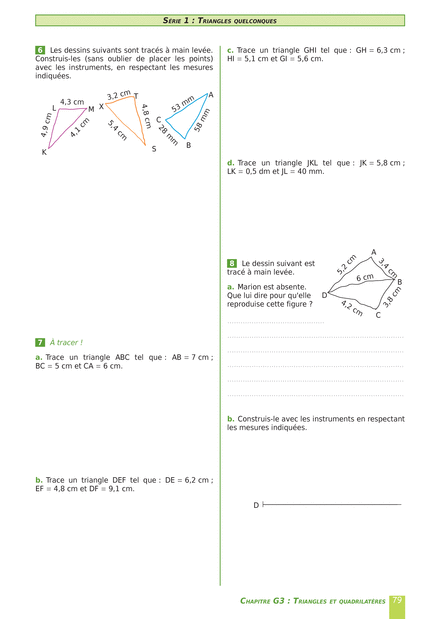 Série 1 : Triangles quelconques
6 Les dessins suivants sont tracés à main levée.
Construis-les (sans oublier de placer les points)
avec les instruments, en respectant les mesures
indiquées.
L 4,3 cm M
4,9 cm
4,1 cm
K
X 3,2 cm T
5,4 cm
4,8 cm
S
A
53 mm
58 mm
C
28 mm
B
7 À tracer !
a. Trace un triangle ABC tel que : AB = 7 cm ;
BC = 5 cm et CA = 6 cm.
b. Trace un triangle DEF tel que : DE = 6,2 cm ;
EF = 4,8 cm et DF = 9,1 cm.
c. Trace un triangle GHI tel que : GH = 6,3 cm ;
HI = 5,1 cm et GI = 5,6 cm.
d. Trace un triangle JKL tel que : JK = 5,8 cm ;
LK = 0,5 dm et JL = 40 mm.
8 Le dessin suivant est
tracé à main levée.
a. Marion est absente.
Que lui dire pour qu'elle
reproduise cette figure ?
A
5,2 cm
3,4 cm
6 cm
B
D
4,2 cm
3,8 cm
C
b. Construis-le avec les instruments en respectant
les mesures indiquées.
D
Chapitre G3 : Triangles et quadrilatères 79